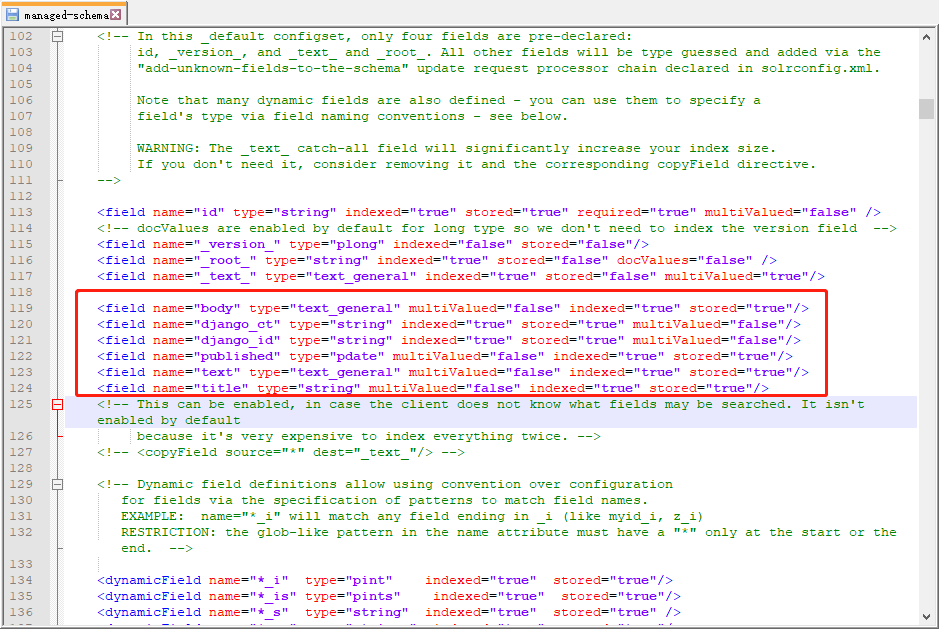 managed-schema
102 <!-- In this _default configset, only four fields are pre-declared:
103 id, _version_, and _text_ and _root_. All other fields will be type guessed and added via the
104 "add-unknown-fields-to-the-schema" update request processor chain declared in solrconfig.xml.
105
106 Note that many dynamic fields are also defined - you can use them to specify a
107 field's type via field naming conventions - see below.
108
109 WARNING: The _text_ catch-all field will significantly increase your index size.
110 If you don't need it, consider removing it and the corresponding copyField directive.
111 -->
112
113 <field name="id" type="string" indexed="true" stored="true" required="true" multiValued="false" />
114 <!-- docValues are enabled by default for long type so we don't need to index the version field  -->
115 <field name="_version_" type="plong" indexed="false" stored="false"/>
116 <field name="_root_" type="string" indexed="true" stored="false" docValues="false" />
117 <field name="_text_" type="text_general" indexed="true" stored="false" multiValued="true"/>
118
119 <field name="body" type="text_general" multiValued="false" indexed="true" stored="true"/>
120 <field name="django_ct" type="string" indexed="true" stored="true" multiValued="false"/>
121 <field name="django_id" type="string" indexed="true" stored="true" multiValued="false"/>
122 <field name="published" type="pdate" multiValued="false" indexed="true" stored="true"/>
123 <field name="text" type="text_general" multiValued="false" indexed="true" stored="true"/>
124 <field name="title" type="string" multiValued="false" indexed="true" stored="true"/>
125 <!-- This can be enabled, in case the client does not know what fields may be searched. It isn't
enabled by default
126 because it's very expensive to index everything twice. -->
127 <!-- <copyField source="*" dest="_text_"/> -->
128
129 <!-- Dynamic field definitions allow using convention over configuration
130 for fields via the specification of patterns to match field names.
131 EXAMPLE:  name="*_i" will match any field ending in _i (like myid_i, z_i)
132 RESTRICTION: the glob-like pattern in the name attribute must have a "*" only at the start or the
end.  -->
133
134 <dynamicField name="*_i"  type="pint"    indexed="true"  stored="true"/>
135 <dynamicField name="*_is" type="pints"    indexed="true"  stored="true"/>
136 <dynamicField name="*_s"  type="string"  indexed="true"  stored="true" />